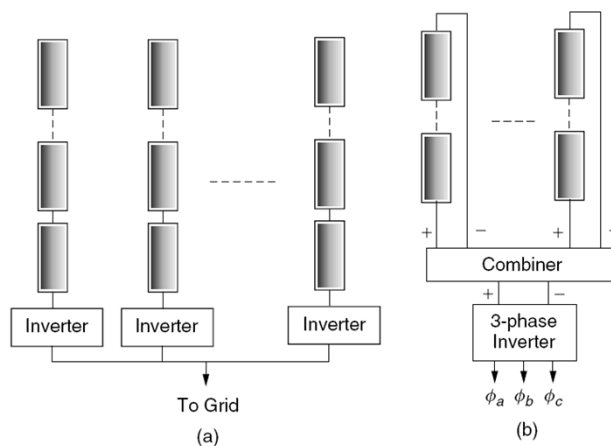 Inverter
Inverter
Inverter
To Grid
(a)
+ − + −
Combiner
+ −
3-phase
Inverter
ϕa ϕb ϕc
(b)